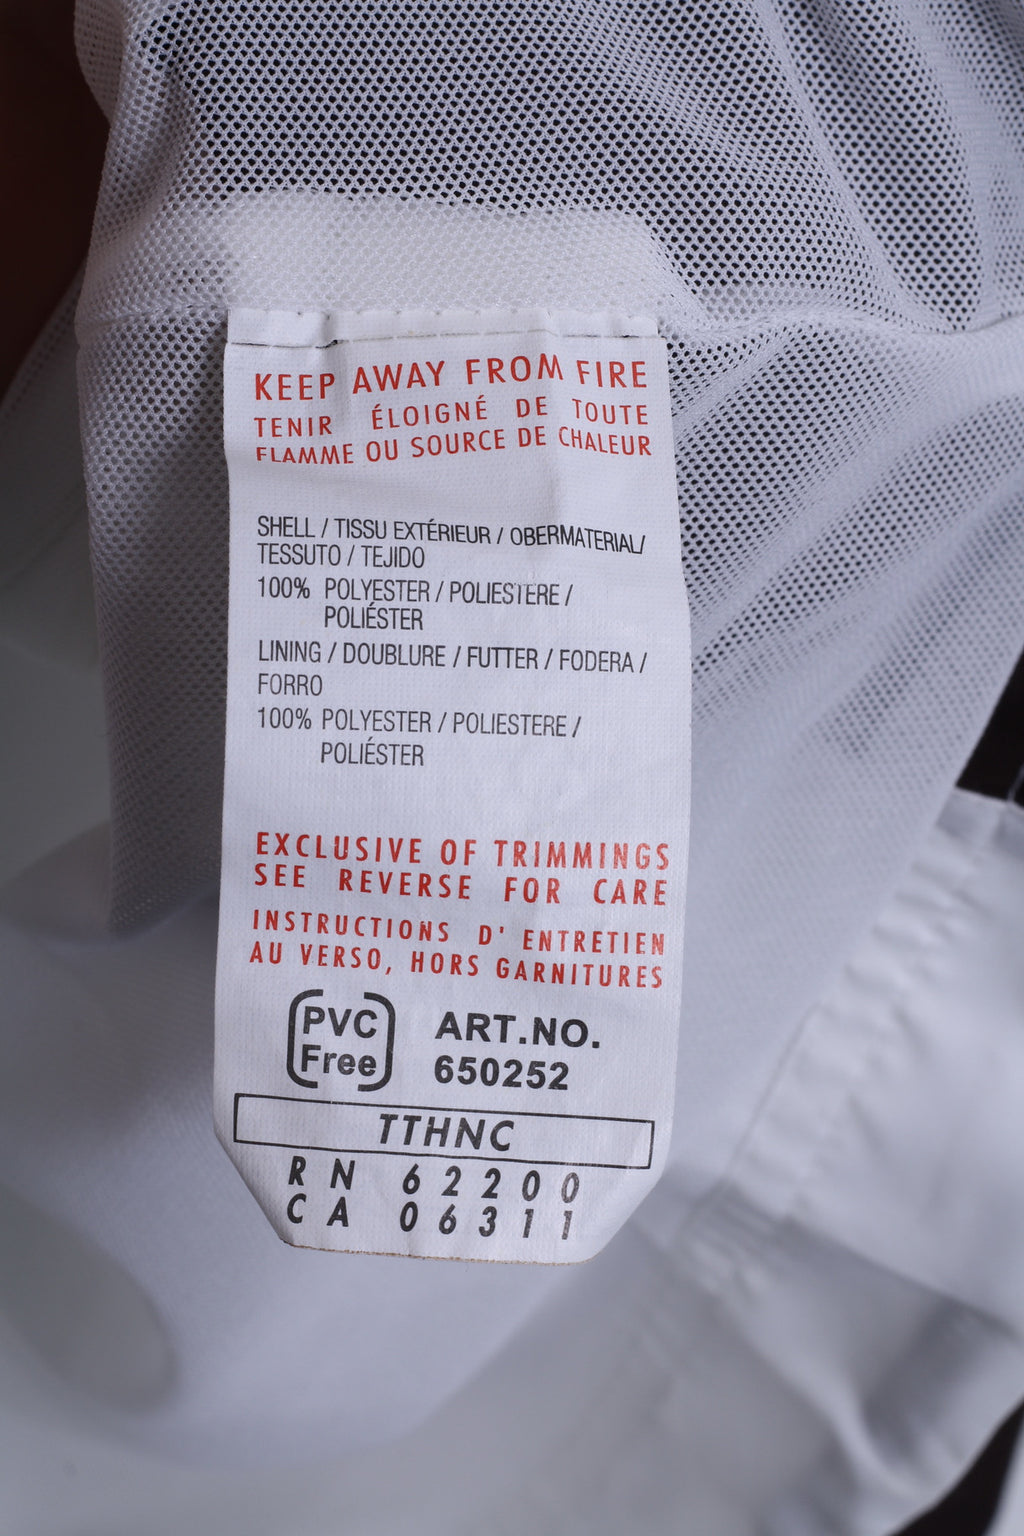 KEEP AWAY FROM FIRE
TENIR ÉLOIGNÉ DE TOUTE
FLAMME OU SOURCE DE CHALEUR
SHELL / TISSU EXTÉRIEUR / OBERMATERIAL/
TESSUTO / TEJIDO
100% POLYESTER / POLIESTERE /
POLIÉSTER
LINING / DOUBLURE / FUTTER / FODERA /
FORRO
100% POLYESTER / POLIESTERE /
POLIÉSTER
EXCLUSIVE OF TRIMMINGS
SEE REVERSE FOR CARE
INSTRUCTIONS D' ENTRETIEN
AU VERSO, HORS GARNITURES
PVC ART.NO.
Free 650252
TTHNC
RN 62200
CA 06311